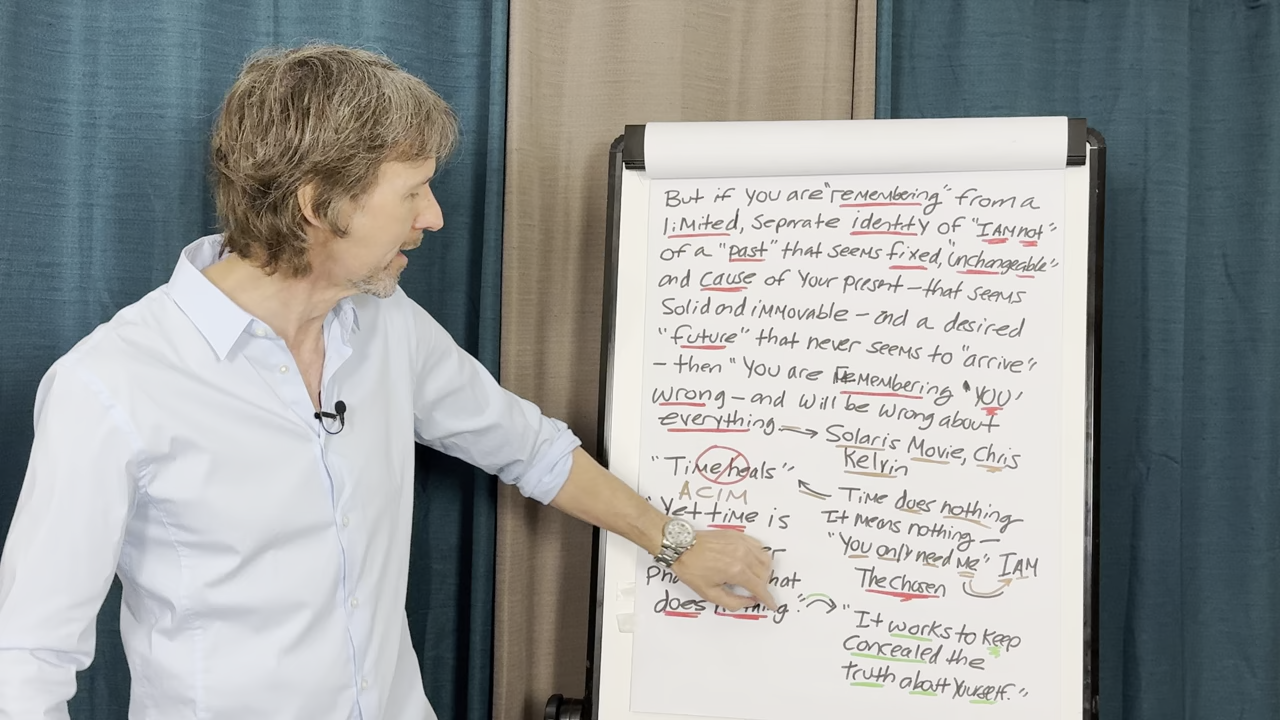 But if you are "remembering" from a
limited, separate identity of "I AM not"
of a "past" that seems fixed, "unchangeable"
and cause of your present – that seems
solid and immovable – and a desired
"future" that never seems to "arrive"
– then "You are remembering 'YOU'
wrong – and will be wrong about
everything → Solaris Movie, Chris
Kelvin
"Time heals"
ACIM
"Yet time is
does nothing."
Time does nothing
It means nothing –
"You only need me" I AM
The Chosen
"It works to keep
concealed the
truth about yourself."